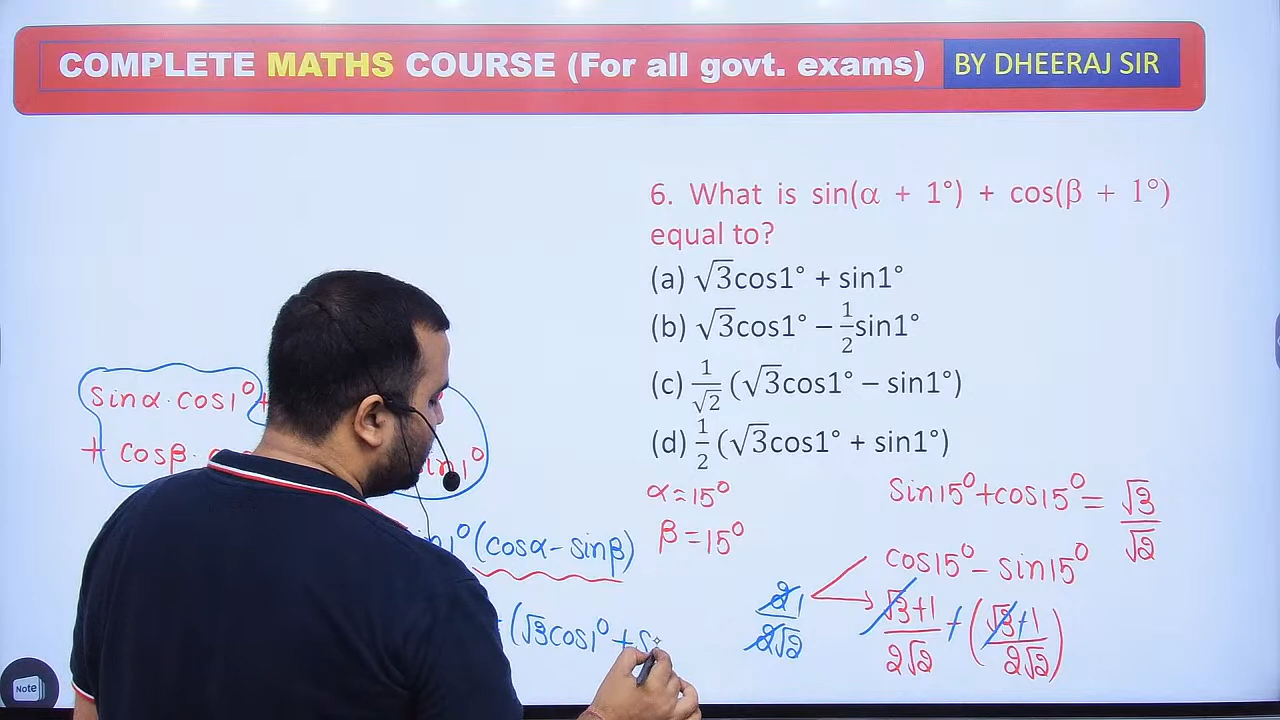 COMPLETE MATHS COURSE (For all govt. exams) BY DHEERAJ SIR
6. What is sin(α + 1°) + cos(β + 1°)
equal to?
(a) √3cos1° + sin1°
(b) √3cos1° − 1/2 sin1°
(c) 1/√2 (√3cos1° − sin1°)
(d) 1/2 (√3cos1° + sin1°)
sinα·cos1° +
+ cosβ·
α=15°
β=15°
sin15°+cos15° = √3/√2
(cosα − sinβ)
cos15° − sin15°
21/2√2
√3+1/2√2 + (√3+1/2√2)
(√3cos1° + s
Note